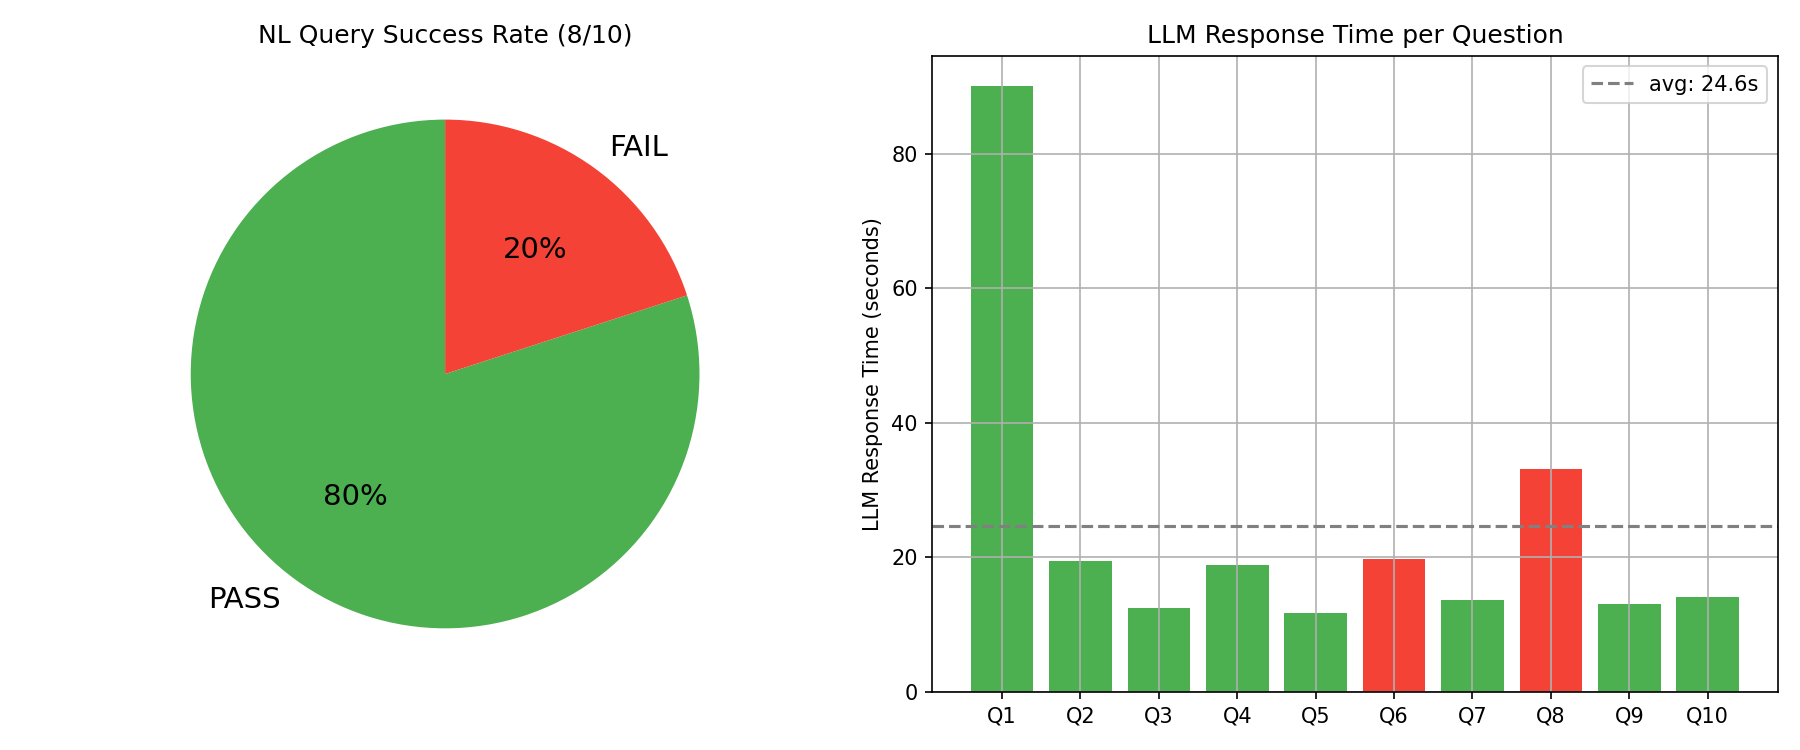 NL Query Success Rate (8/10)
FAIL
20%
80%
PASS
LLM Response Time per Question
avg: 24.6s
LLM Response Time (seconds)
80
60
40
20
0
Q1 Q2 Q3 Q4 Q5 Q6 Q7 Q8 Q9 Q10